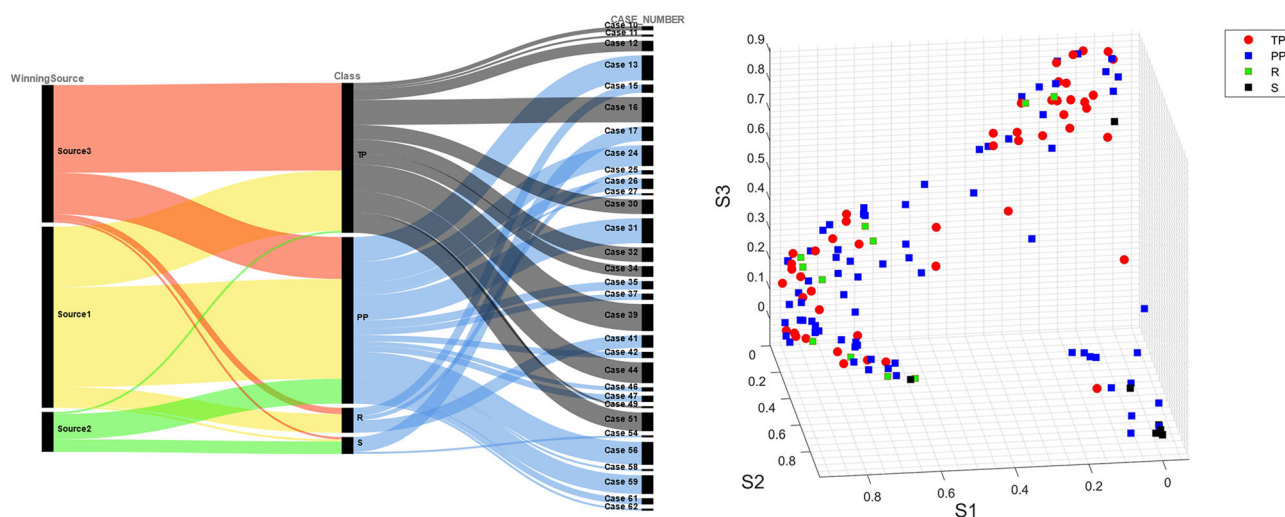 WinningSource
Class
CASE_NUMBER
Source3
Source1
Source2
TP
PP
R
S
Case 10
Case 11
Case 12
Case 13
Case 15
Case 16
Case 17
Case 24
Case 25
Case 26
Case 27
Case 30
Case 31
Case 32
Case 34
Case 35
Case 37
Case 39
Case 41
Case 42
Case 44
Case 46
Case 47
Case 49
Case 51
Case 54
Case 56
Case 58
Case 59
Case 61
Case 62
0.9
0.8
0.7
0.6
0.5
0.4
0.3
0.2
0.1
0
S3
0
0.2
0.4
0.6
0.8
S2
0.8
0.6
0.4
0.2
0
S1
TP
PP
R
S